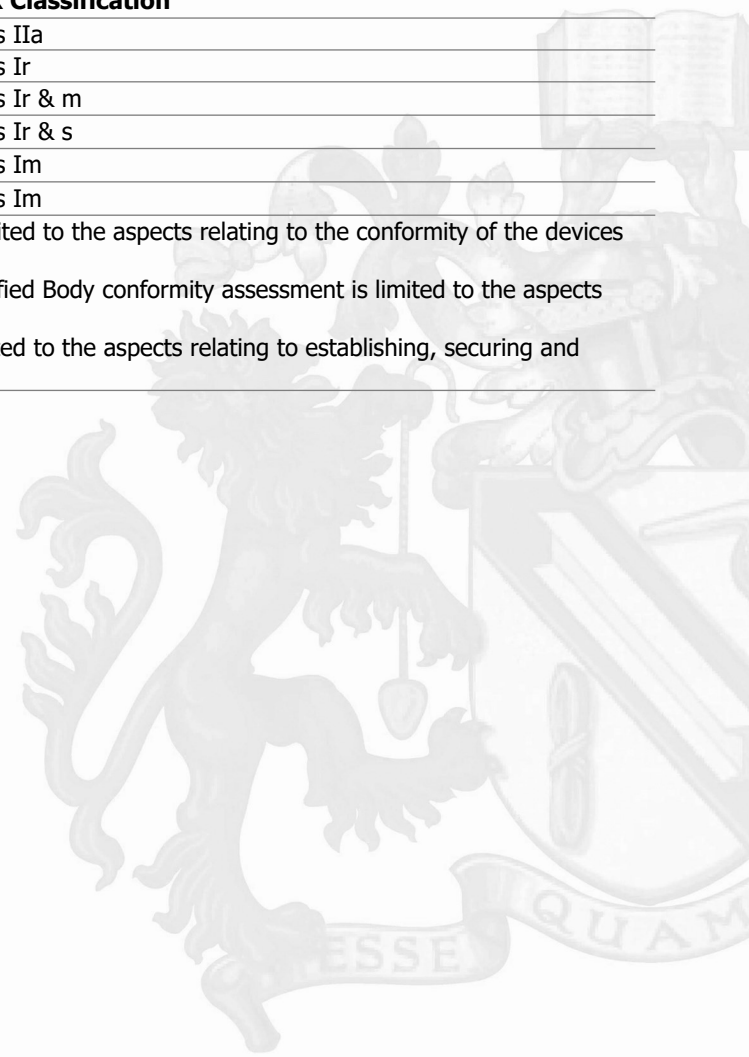 Classification
s IIa
s Ir
s Ir & m
s Ir & s
s Im
s Im
ited to the aspects relating to the conformity of the devices
fied Body conformity assessment is limited to the aspects
ed to the aspects relating to establishing, securing and
ESSE QUAM